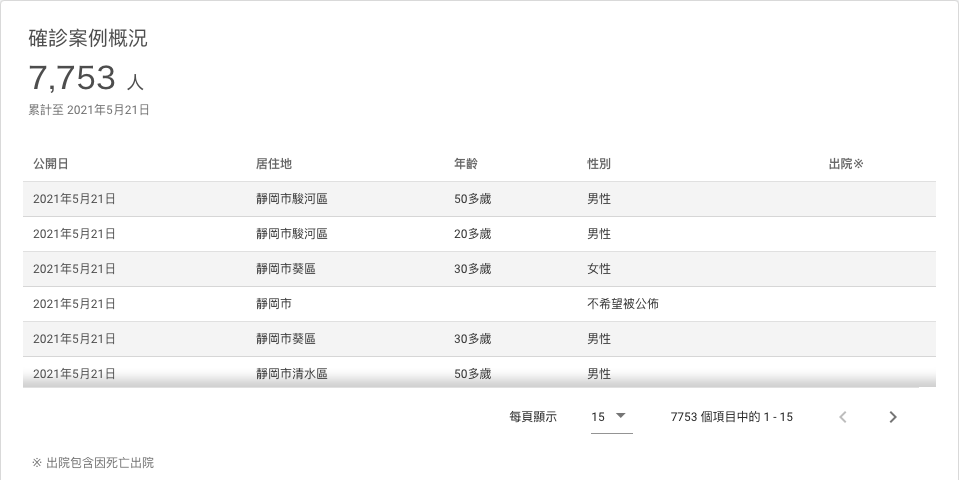 確診案例概況
7,753 人
累計至 2021年5月21日
公開日 居住地 年齡 性別 出院※
2021年5月21日 靜岡市駿河區 50多歲 男性
2021年5月21日 靜岡市駿河區 20多歲 男性
2021年5月21日 靜岡市葵區 30多歲 女性
2021年5月21日 靜岡市 不希望被公佈
2021年5月21日 靜岡市葵區 30多歲 男性
2021年5月21日 靜岡市清水區 50多歲 男性
每頁顯示 15 7753 個項目中的 1 - 15
※ 出院包含因死亡出院